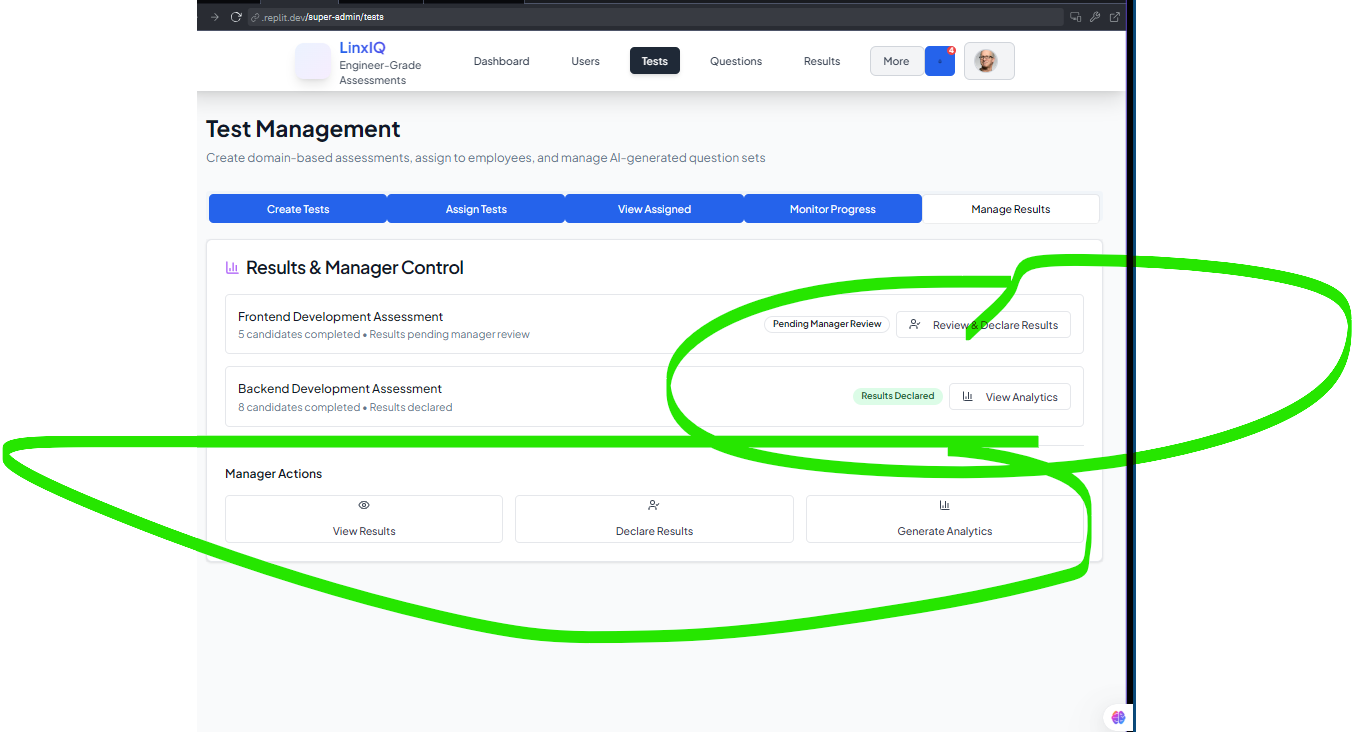 .replit.dev/super-admin/tests
LinxIQ
Engineer-Grade
Assessments
Dashboard
Users
Tests
Questions
Results
More
4
Test Management
Create domain-based assessments, assign to employees, and manage AI-generated question sets
Create Tests
Assign Tests
View Assigned
Monitor Progress
Manage Results
Results & Manager Control
Frontend Development Assessment
5 candidates completed • Results pending manager review
Pending Manager Review
Review & Declare Results
Backend Development Assessment
8 candidates completed • Results declared
Results Declared
View Analytics
Manager Actions
View Results
Declare Results
Generate Analytics